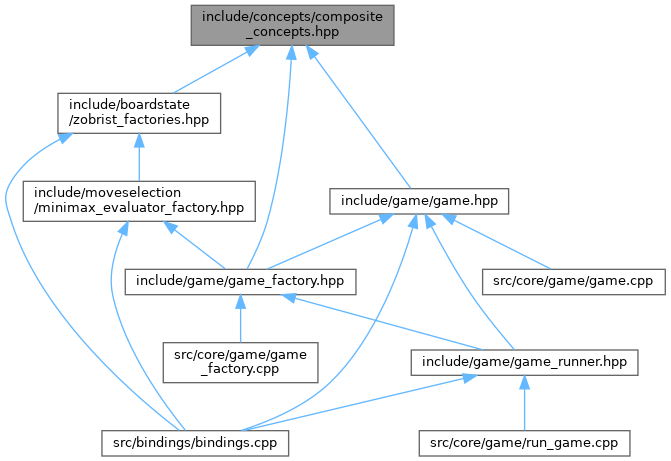 include/concepts/composite
_concepts.hpp
include/boardstate
/zobrist_factories.hpp
include/moveselection
/minimax_evaluator_factory.hpp
include/game/game.hpp
include/game/game_factory.hpp
src/core/game/game.cpp
src/core/game/game
_factory.cpp
include/game/game_runner.hpp
src/bindings/bindings.cpp
src/core/game/run_game.cpp